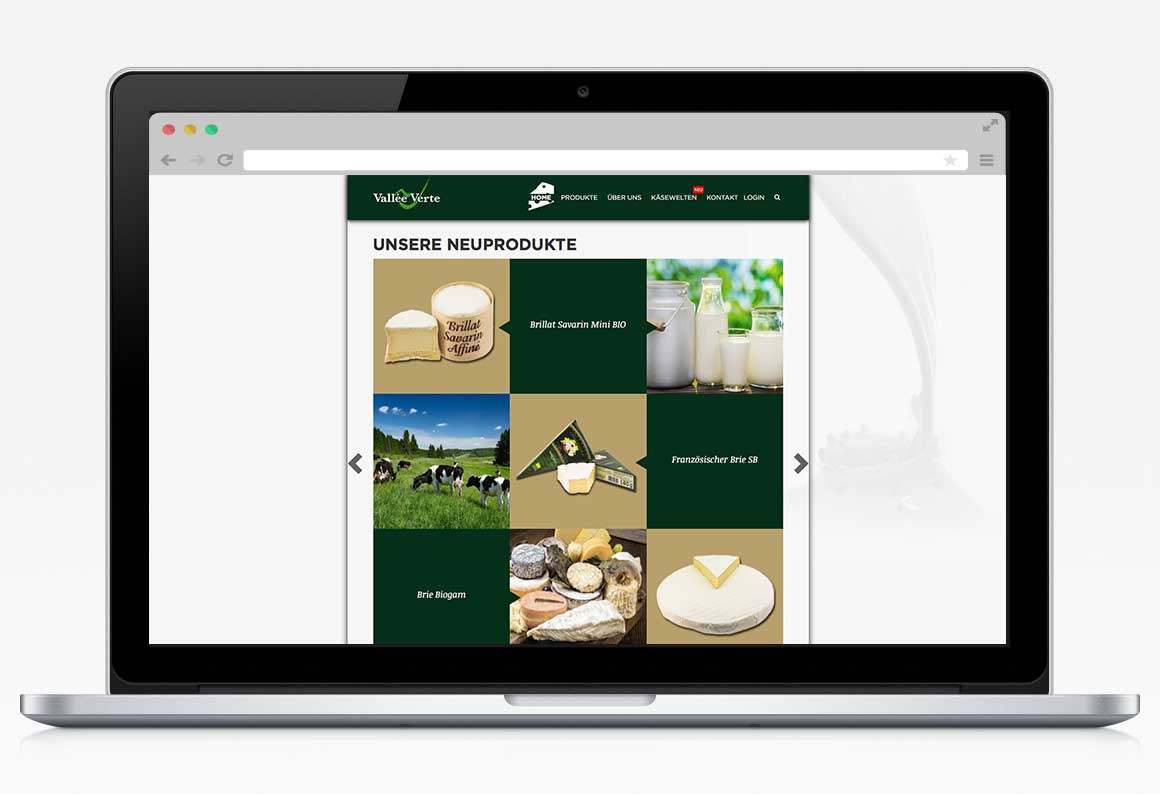 Vallée Verte
HOME PRODUKTE ÜBER UNS KÄSEWELTEN NEU KONTAKT LOGIN
UNSERE NEUPRODUKTE
Brillat
Savarin
Affiné
Brillat Savarin Mini BIO
Französischer Brie SB
Brie Biogam